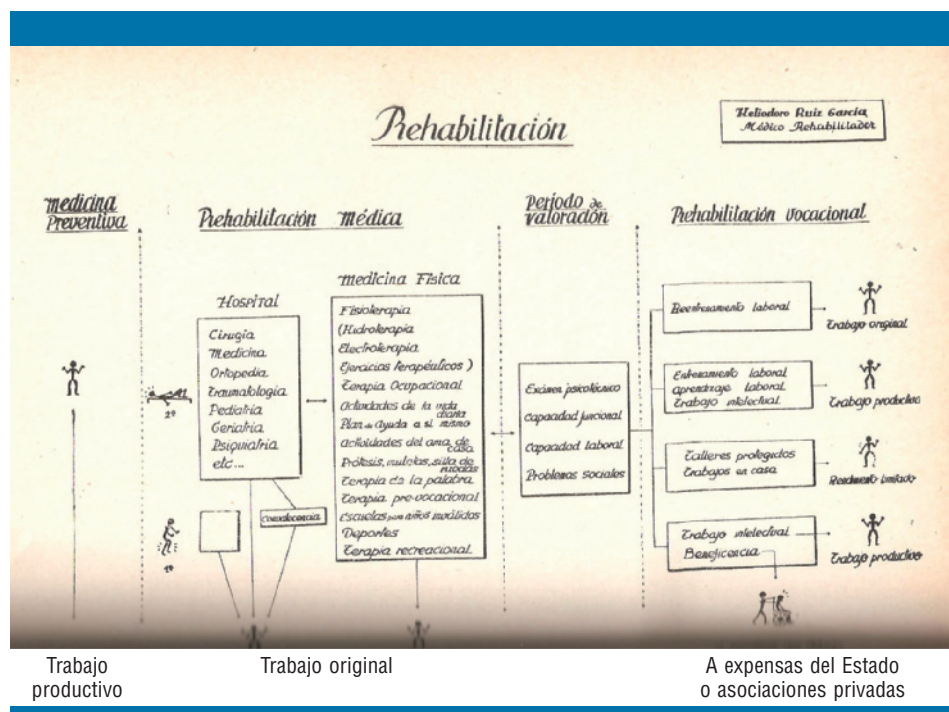 Rehabilitación
Heliodoro Ruiz García
Médico Rehabilitador
medicina
Preventiva
Rehabilitación médica
Período de
valoración
Rehabilitación vocacional
Hospital
Cirugía
Medicina
Ortopedia
Traumatología
Pediatría
Geriatría
Psiquiatría
etc...
Convalecencia
2º
1º
medicina Física
Fisioterapia
(Hidroterapia
Electroterapia
Ejercicios terapéuticos)
Terapia Ocupacional
Actividades de la vida
diaria
Plan de Ayuda a si mismo
actividades del ama de
casa
Prótesis, muletas, silla de
ruedas
Terapia de la palabra
Terapia pre-vocacional
Escuelas para niños inválidos
Deportes
Terapia recreacional
Exámen psicotécnico
Capacidad funcional
Capacidad laboral
Problemas sociales
Reentrenamiento laboral
Trabajo original
Entrenamiento laboral
Aprendizaje laboral
Trabajo intelectual
Trabajo productivo
Talleres protegidos
Trabajos en casa
Rendimiento limitado
Trabajo intelectual
Beneficencia
Trabajo productivo
Trabajo
productivo
Trabajo original
A expensas del Estado
o asociaciones privadas